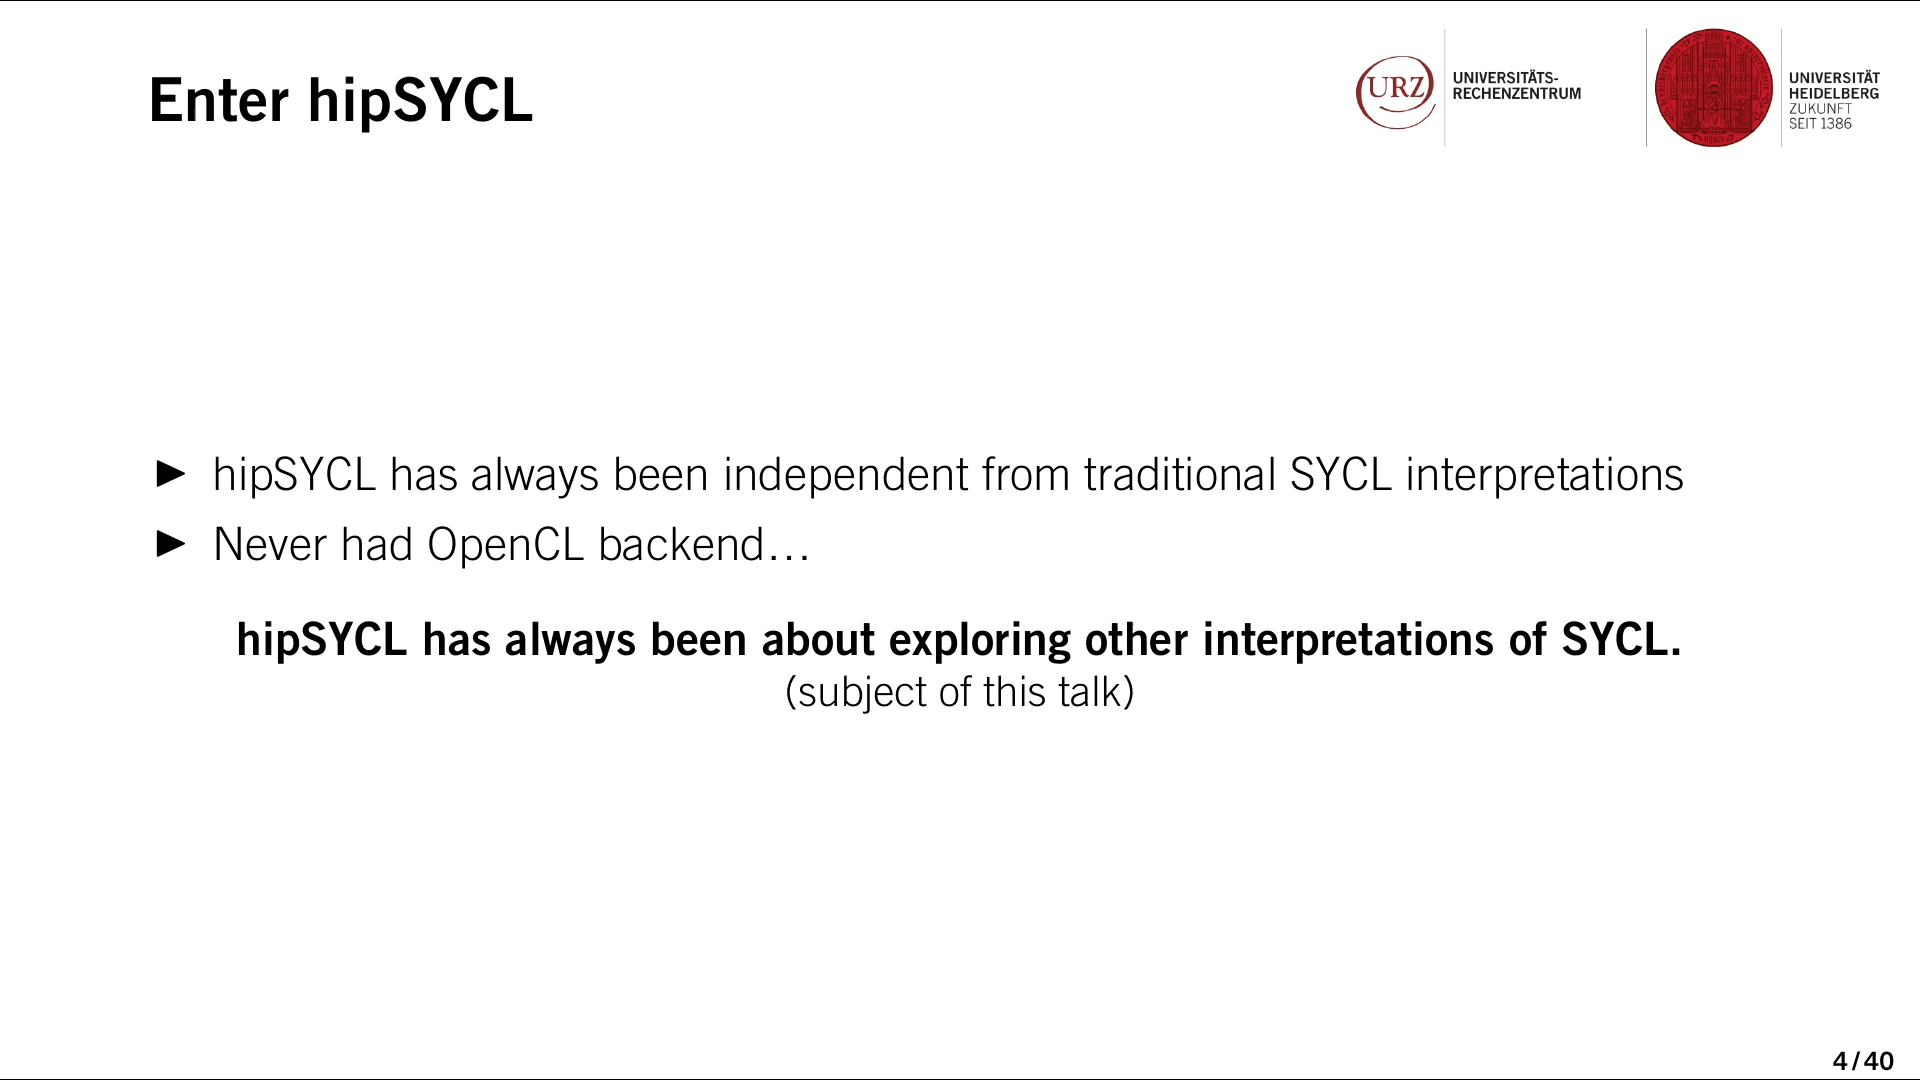 Enter hipSYCL
URZ
UNIVERSITÄTS-
RECHENZENTRUM
UNIVERSITÄT
HEIDELBERG
ZUKUNFT
SEIT 1386
► hipSYCL has always been independent from traditional SYCL interpretations
► Never had OpenCL backend…
hipSYCL has always been about exploring other interpretations of SYCL.
(subject of this talk)
4 / 40